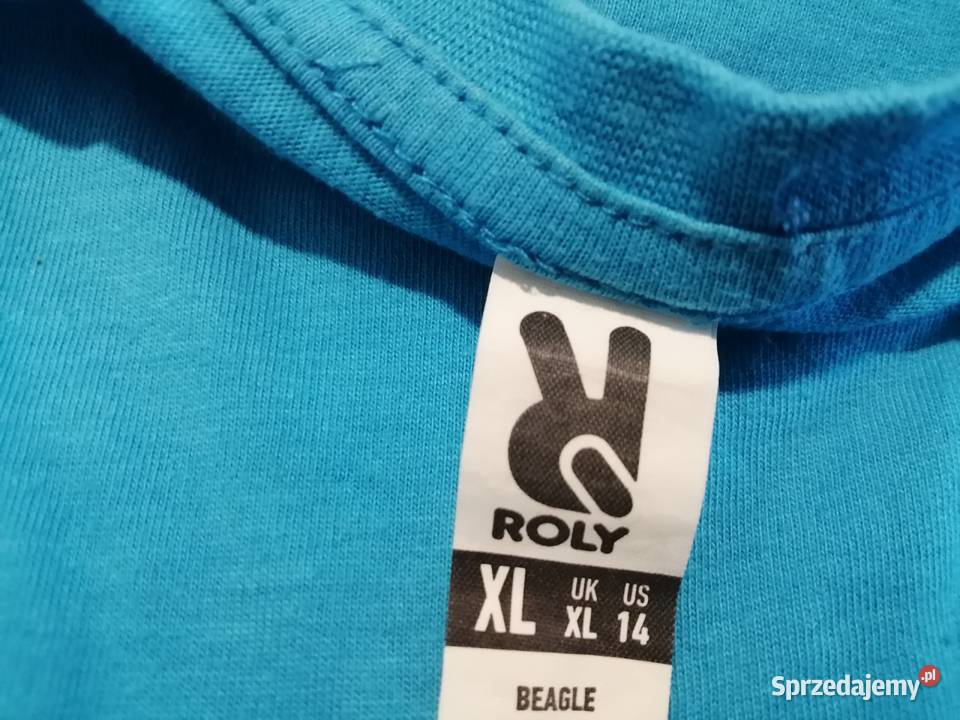 ROLY
XL UK XL US 14
BEAGLE
Sprzedajemy.pl